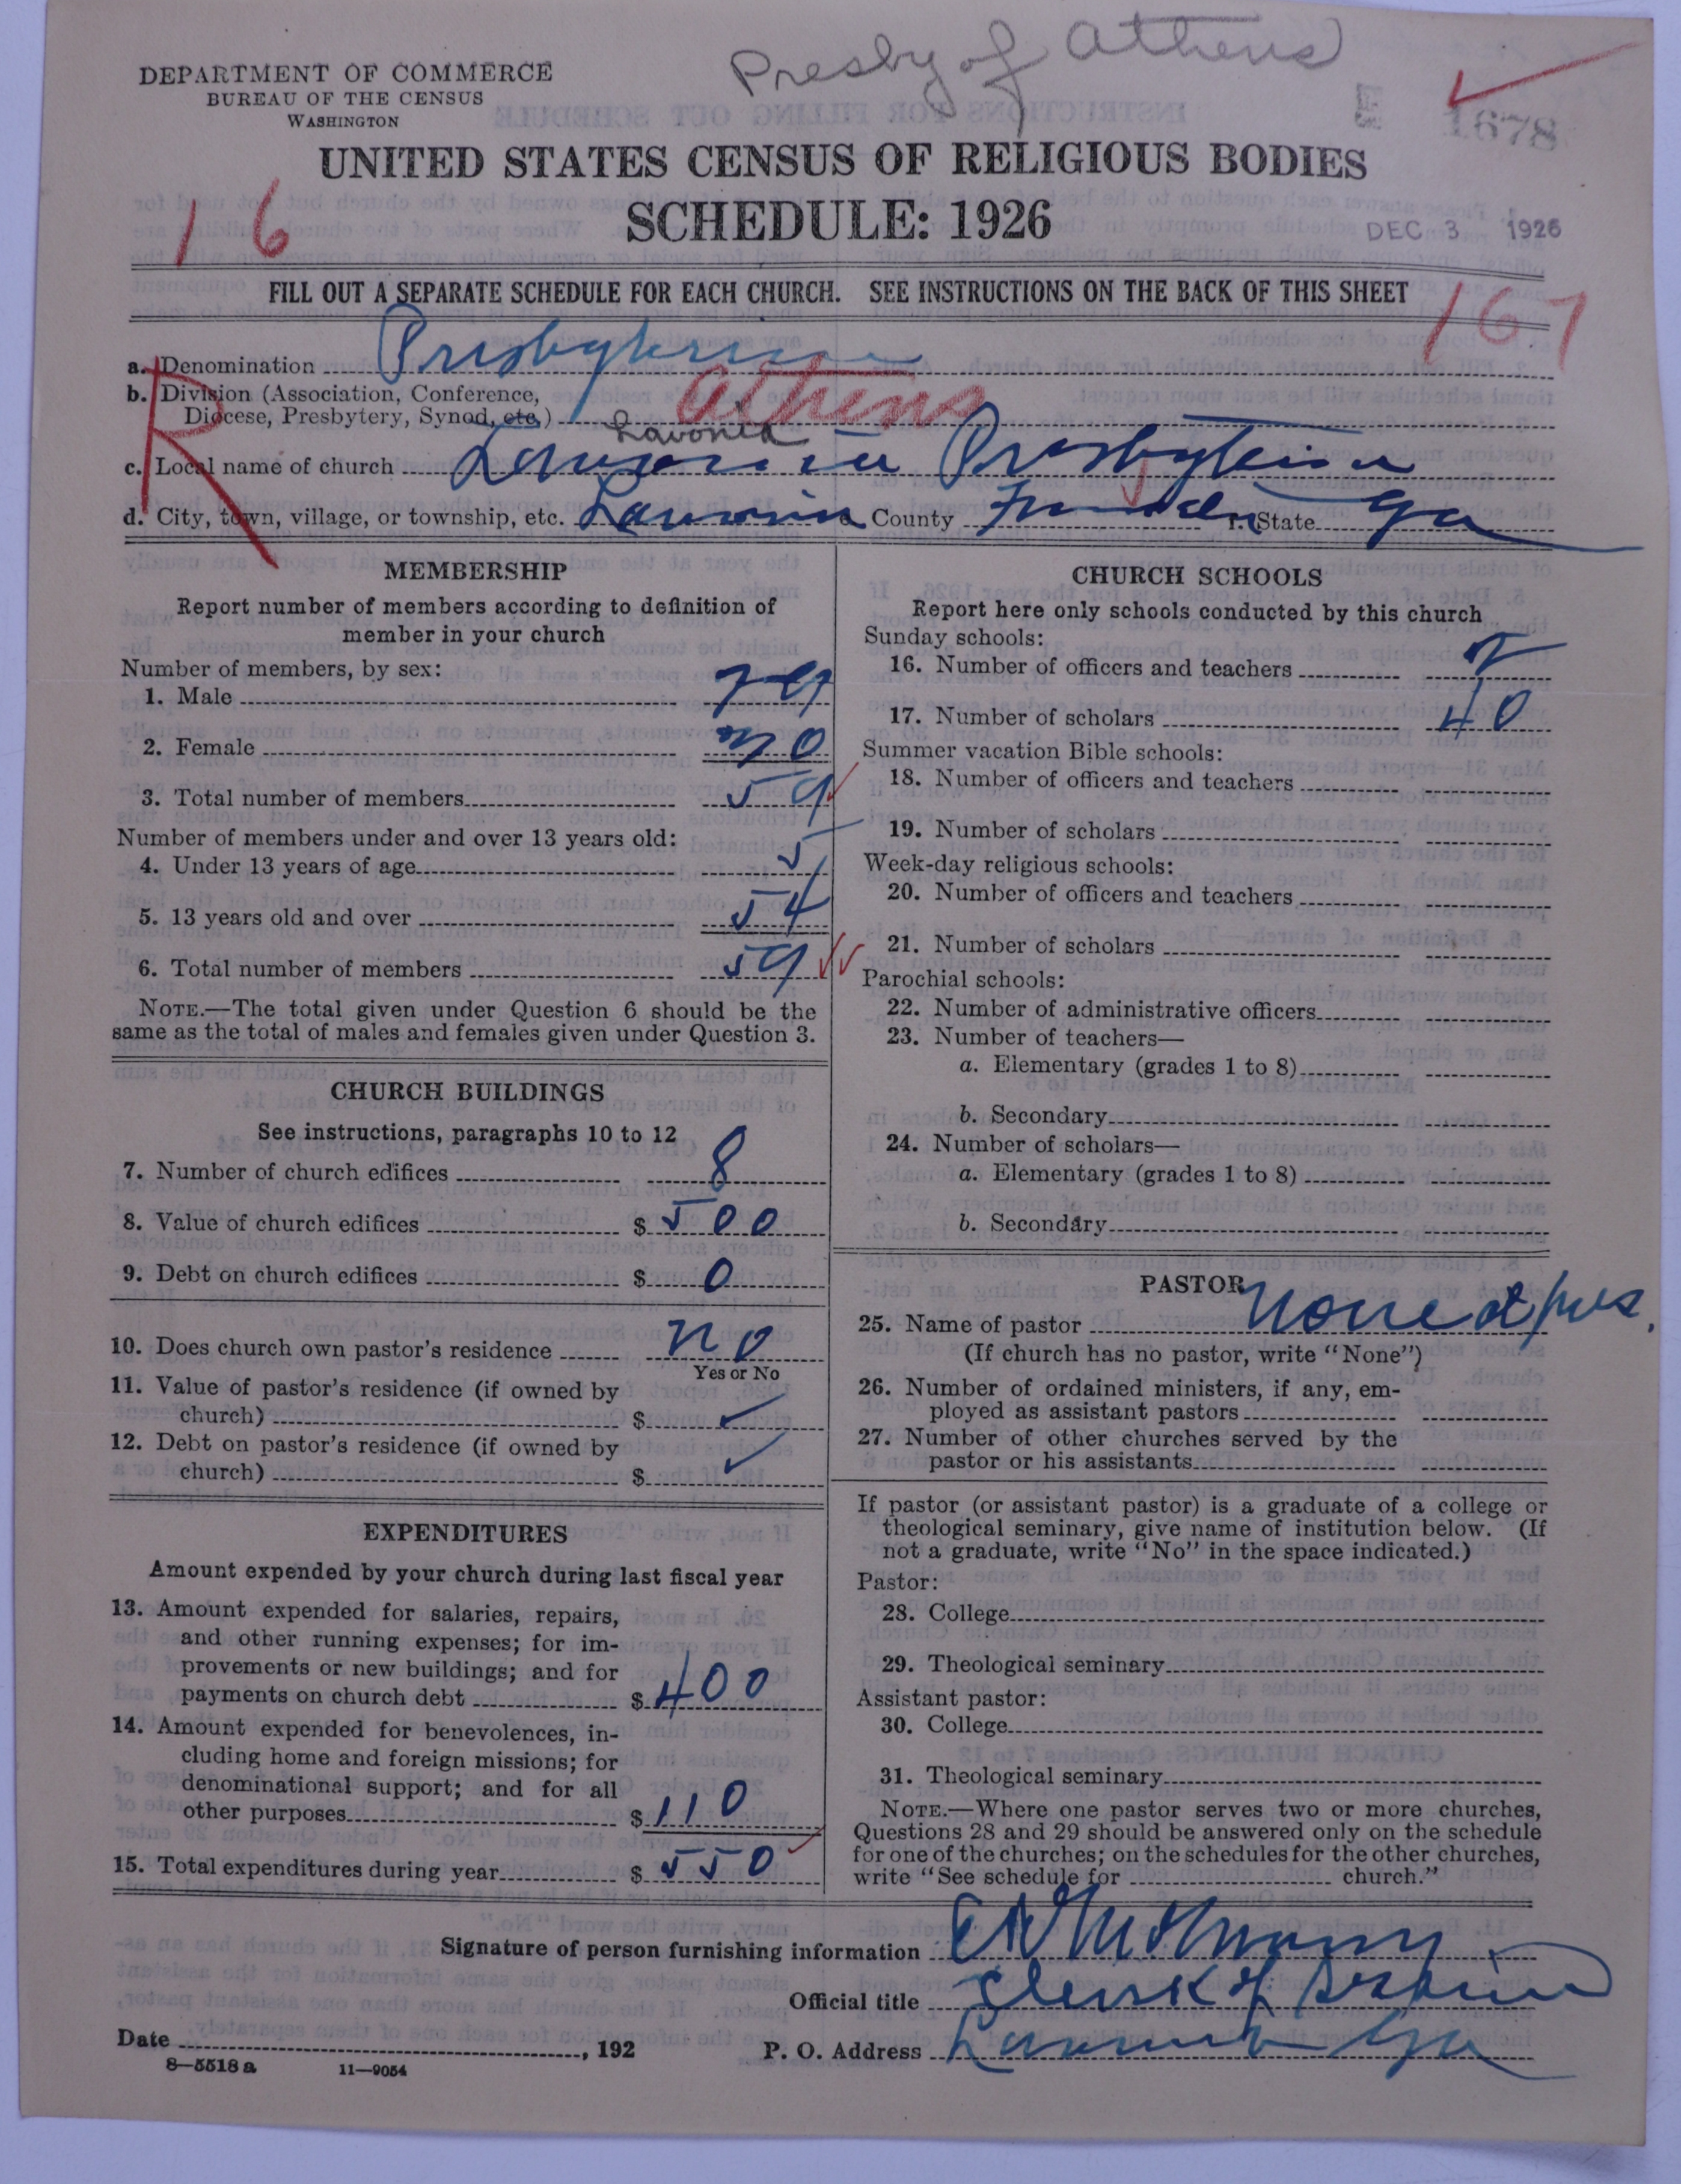 Presby of Athens
DEPARTMENT OF COMMERCE
BUREAU OF THE CENSUS
WASHINGTON
1678
UNITED STATES CENSUS OF RELIGIOUS BODIES
SCHEDULE: 1926
16
DEC 3 1926
FILL OUT A SEPARATE SCHEDULE FOR EACH CHURCH. SEE INSTRUCTIONS ON THE BACK OF THIS SHEET
167
R
a. Denomination Presbyterian
b. Division (Association, Conference,
Diocese, Presbytery, Synod, etc.) Athens
Lavonia
c. Local name of church Lavonia Presbyterian
d. City, town, village, or township, etc. Lavonia e. County Franklin f. State Ga
MEMBERSHIP
Report number of members according to definition of
member in your church
Number of members, by sex:
1. Male 29
2. Female 30
3. Total number of members 59
Number of members under and over 13 years old:
4. Under 13 years of age 5
5. 13 years old and over 54
6. Total number of members 59
NOTE.—The total given under Question 6 should be the
same as the total of males and females given under Question 3.
CHURCH BUILDINGS
See instructions, paragraphs 10 to 12
7. Number of church edifices 8
8. Value of church edifices $ 500
9. Debt on church edifices $ 0
10. Does church own pastor's residence no
Yes or No
11. Value of pastor's residence (if owned by
church) $ ✓
12. Debt on pastor's residence (if owned by
church) $ ✓
EXPENDITURES
Amount expended by your church during last fiscal year
13. Amount expended for salaries, repairs,
and other running expenses; for im-
provements or new buildings; and for
payments on church debt $ 400
14. Amount expended for benevolences, in-
cluding home and foreign missions; for
denominational support; and for all
other purposes $ 110
15. Total expenditures during year $ 550
CHURCH SCHOOLS
Report here only schools conducted by this church
Sunday schools:
16. Number of officers and teachers
17. Number of scholars 40
Summer vacation Bible schools:
18. Number of officers and teachers
19. Number of scholars
Week-day religious schools:
20. Number of officers and teachers
21. Number of scholars
Parochial schools:
22. Number of administrative officers
23. Number of teachers—
a. Elementary (grades 1 to 8)
b. Secondary
24. Number of scholars—
a. Elementary (grades 1 to 8)
b. Secondary
PASTOR
25. Name of pastor None at pres.
(If church has no pastor, write "None")
26. Number of ordained ministers, if any, em-
ployed as assistant pastors
27. Number of other churches served by the
pastor or his assistants
If pastor (or assistant pastor) is a graduate of a college or
theological seminary, give name of institution below. (If
not a graduate, write "No" in the space indicated.)
Pastor:
28. College
29. Theological seminary
Assistant pastor:
30. College
31. Theological seminary
NOTE.—Where one pastor serves two or more churches,
Questions 28 and 29 should be answered only on the schedule
for one of the churches; on the schedules for the other churches,
write "See schedule for church."
Signature of person furnishing information
Official title Clerk of Session
Date , 192 P. O. Address Lavonia Ga
8—5518 a 11—9054